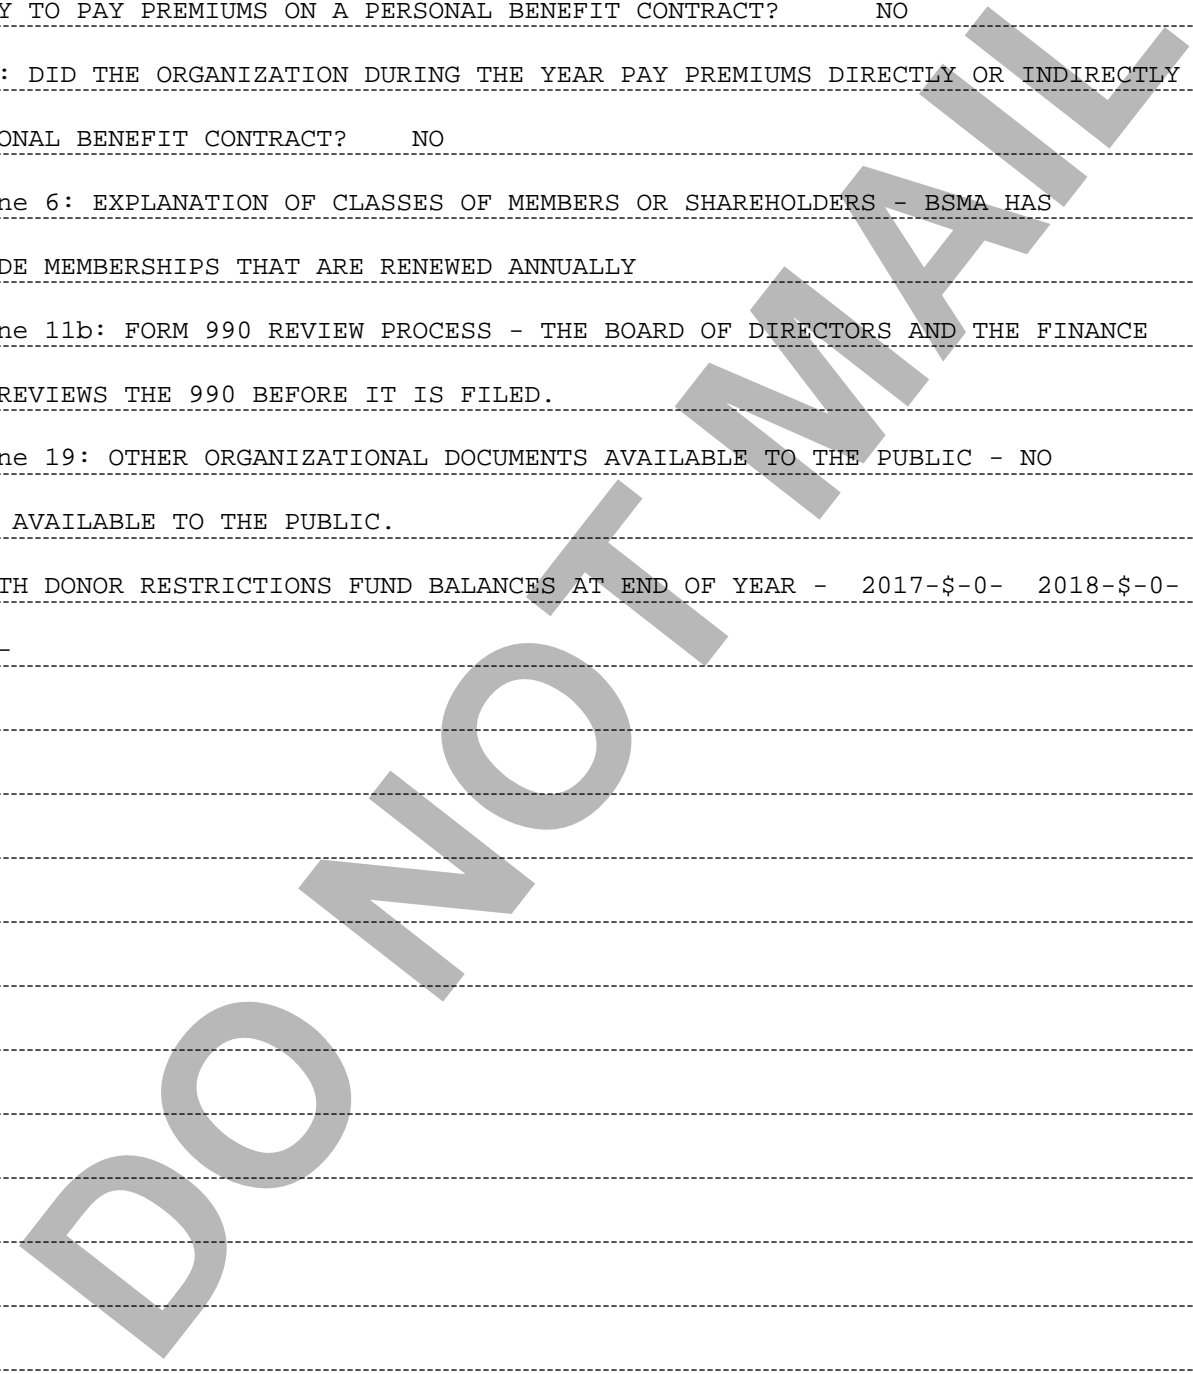 Y TO PAY PREMIUMS ON A PERSONAL BENEFIT CONTRACT? NO
: DID THE ORGANIZATION DURING THE YEAR PAY PREMIUMS DIRECTLY OR INDIRECTLY
ONAL BENEFIT CONTRACT? NO
ne 6: EXPLANATION OF CLASSES OF MEMBERS OR SHAREHOLDERS - BSMA HAS
DE MEMBERSHIPS THAT ARE RENEWED ANNUALLY
ne 11b: FORM 990 REVIEW PROCESS - THE BOARD OF DIRECTORS AND THE FINANCE
REVIEWS THE 990 BEFORE IT IS FILED.
ne 19: OTHER ORGANIZATIONAL DOCUMENTS AVAILABLE TO THE PUBLIC - NO
AVAILABLE TO THE PUBLIC.
TH DONOR RESTRICTIONS FUND BALANCES AT END OF YEAR - 2017-$-0- 2018-$-0-
-
DO NOT MAIL